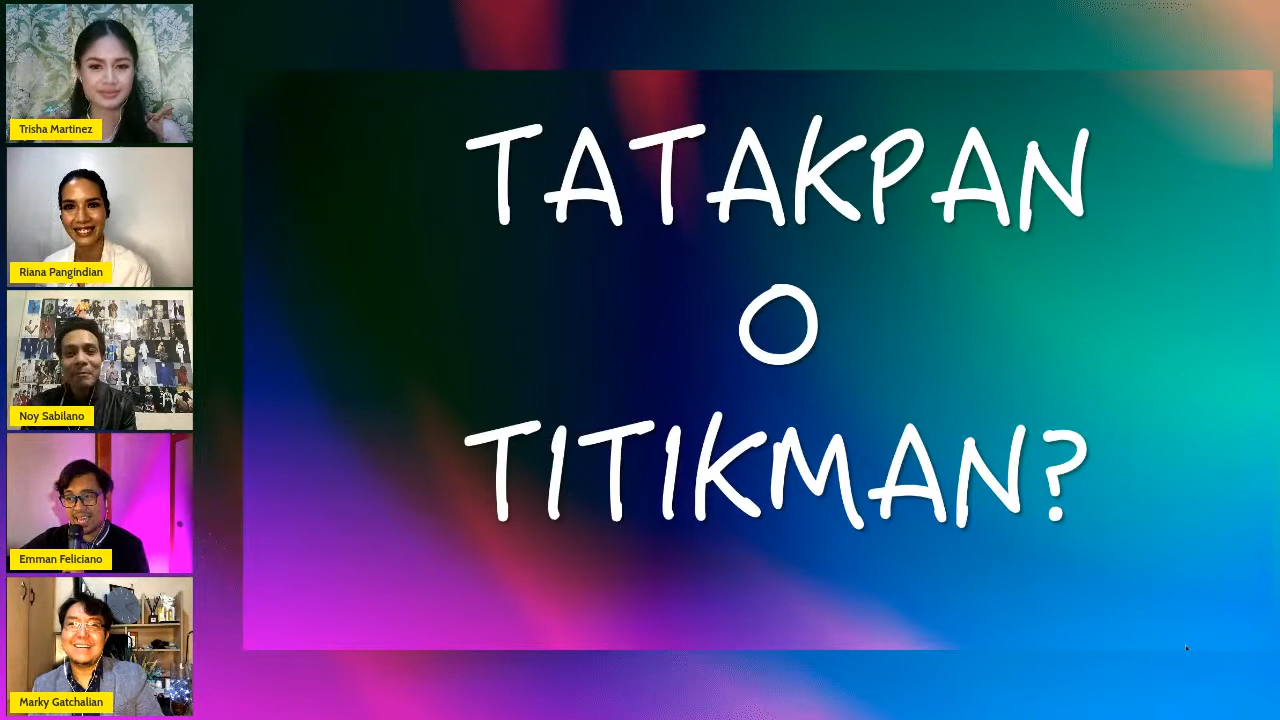 Trisha Martinez
Riana Pangindian
Noy Sabilano
Emman Feliciano
Marky Gatchalian
TATAKPAN
O
TITIKMAN?